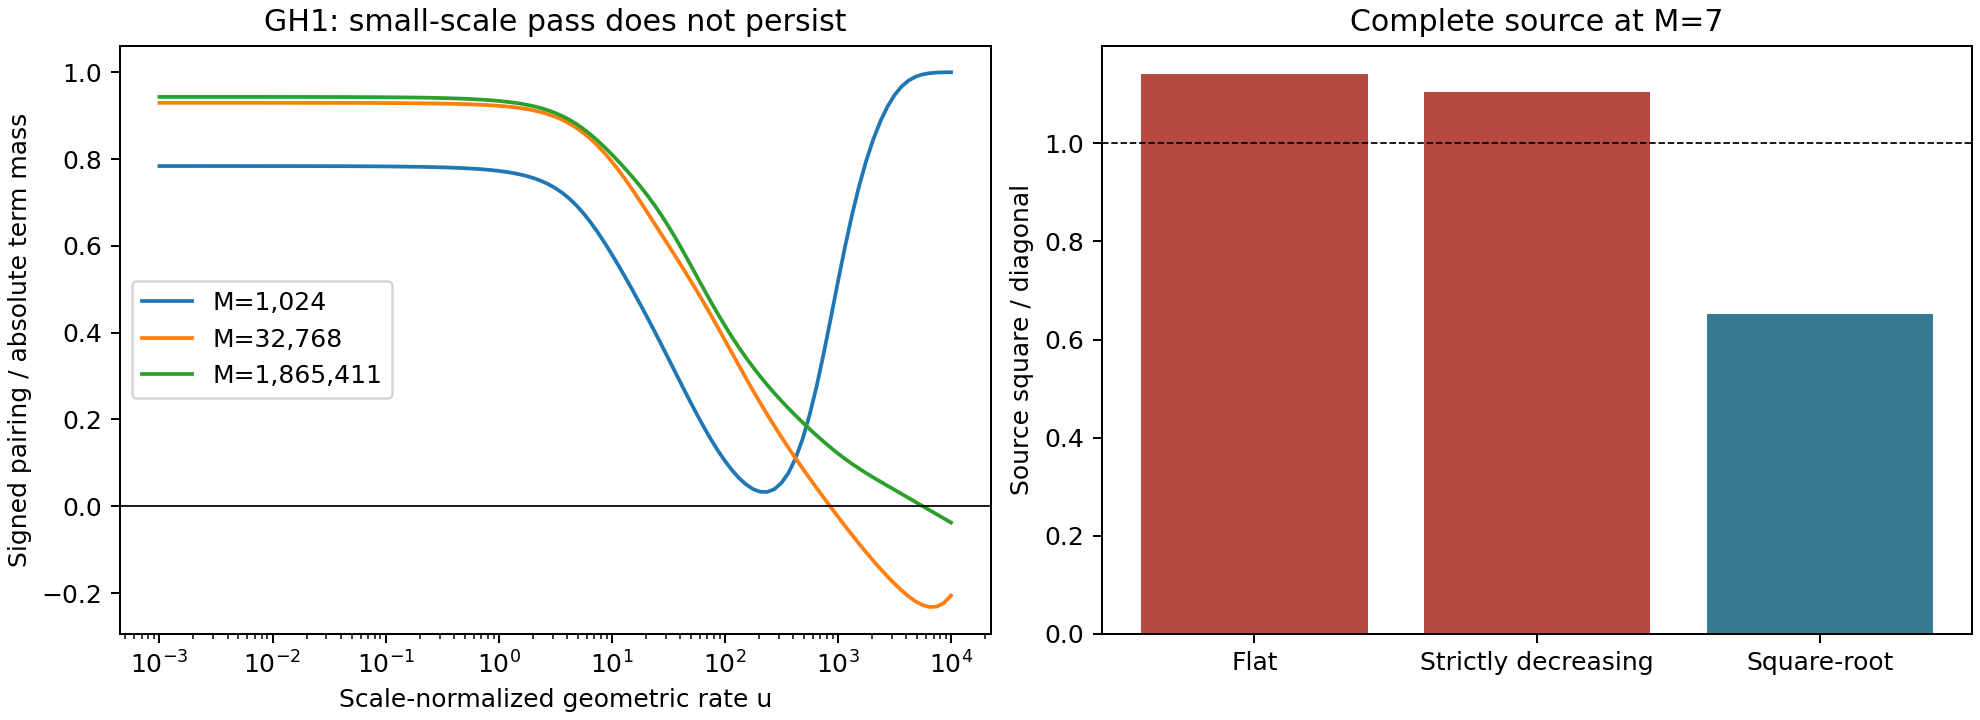 GH1: small-scale pass does not persist
Signed pairing / absolute term mass
1.0
0.8
0.6
0.4
0.2
0.0
−0.2
M=1,024
M=32,768
M=1,865,411
10⁻³ 10⁻² 10⁻¹ 10⁰ 10¹ 10² 10³ 10⁴
Scale-normalized geometric rate u
Complete source at M=7
Source square / diagonal
1.0
0.8
0.6
0.4
0.2
0.0
Flat Strictly decreasing Square-root